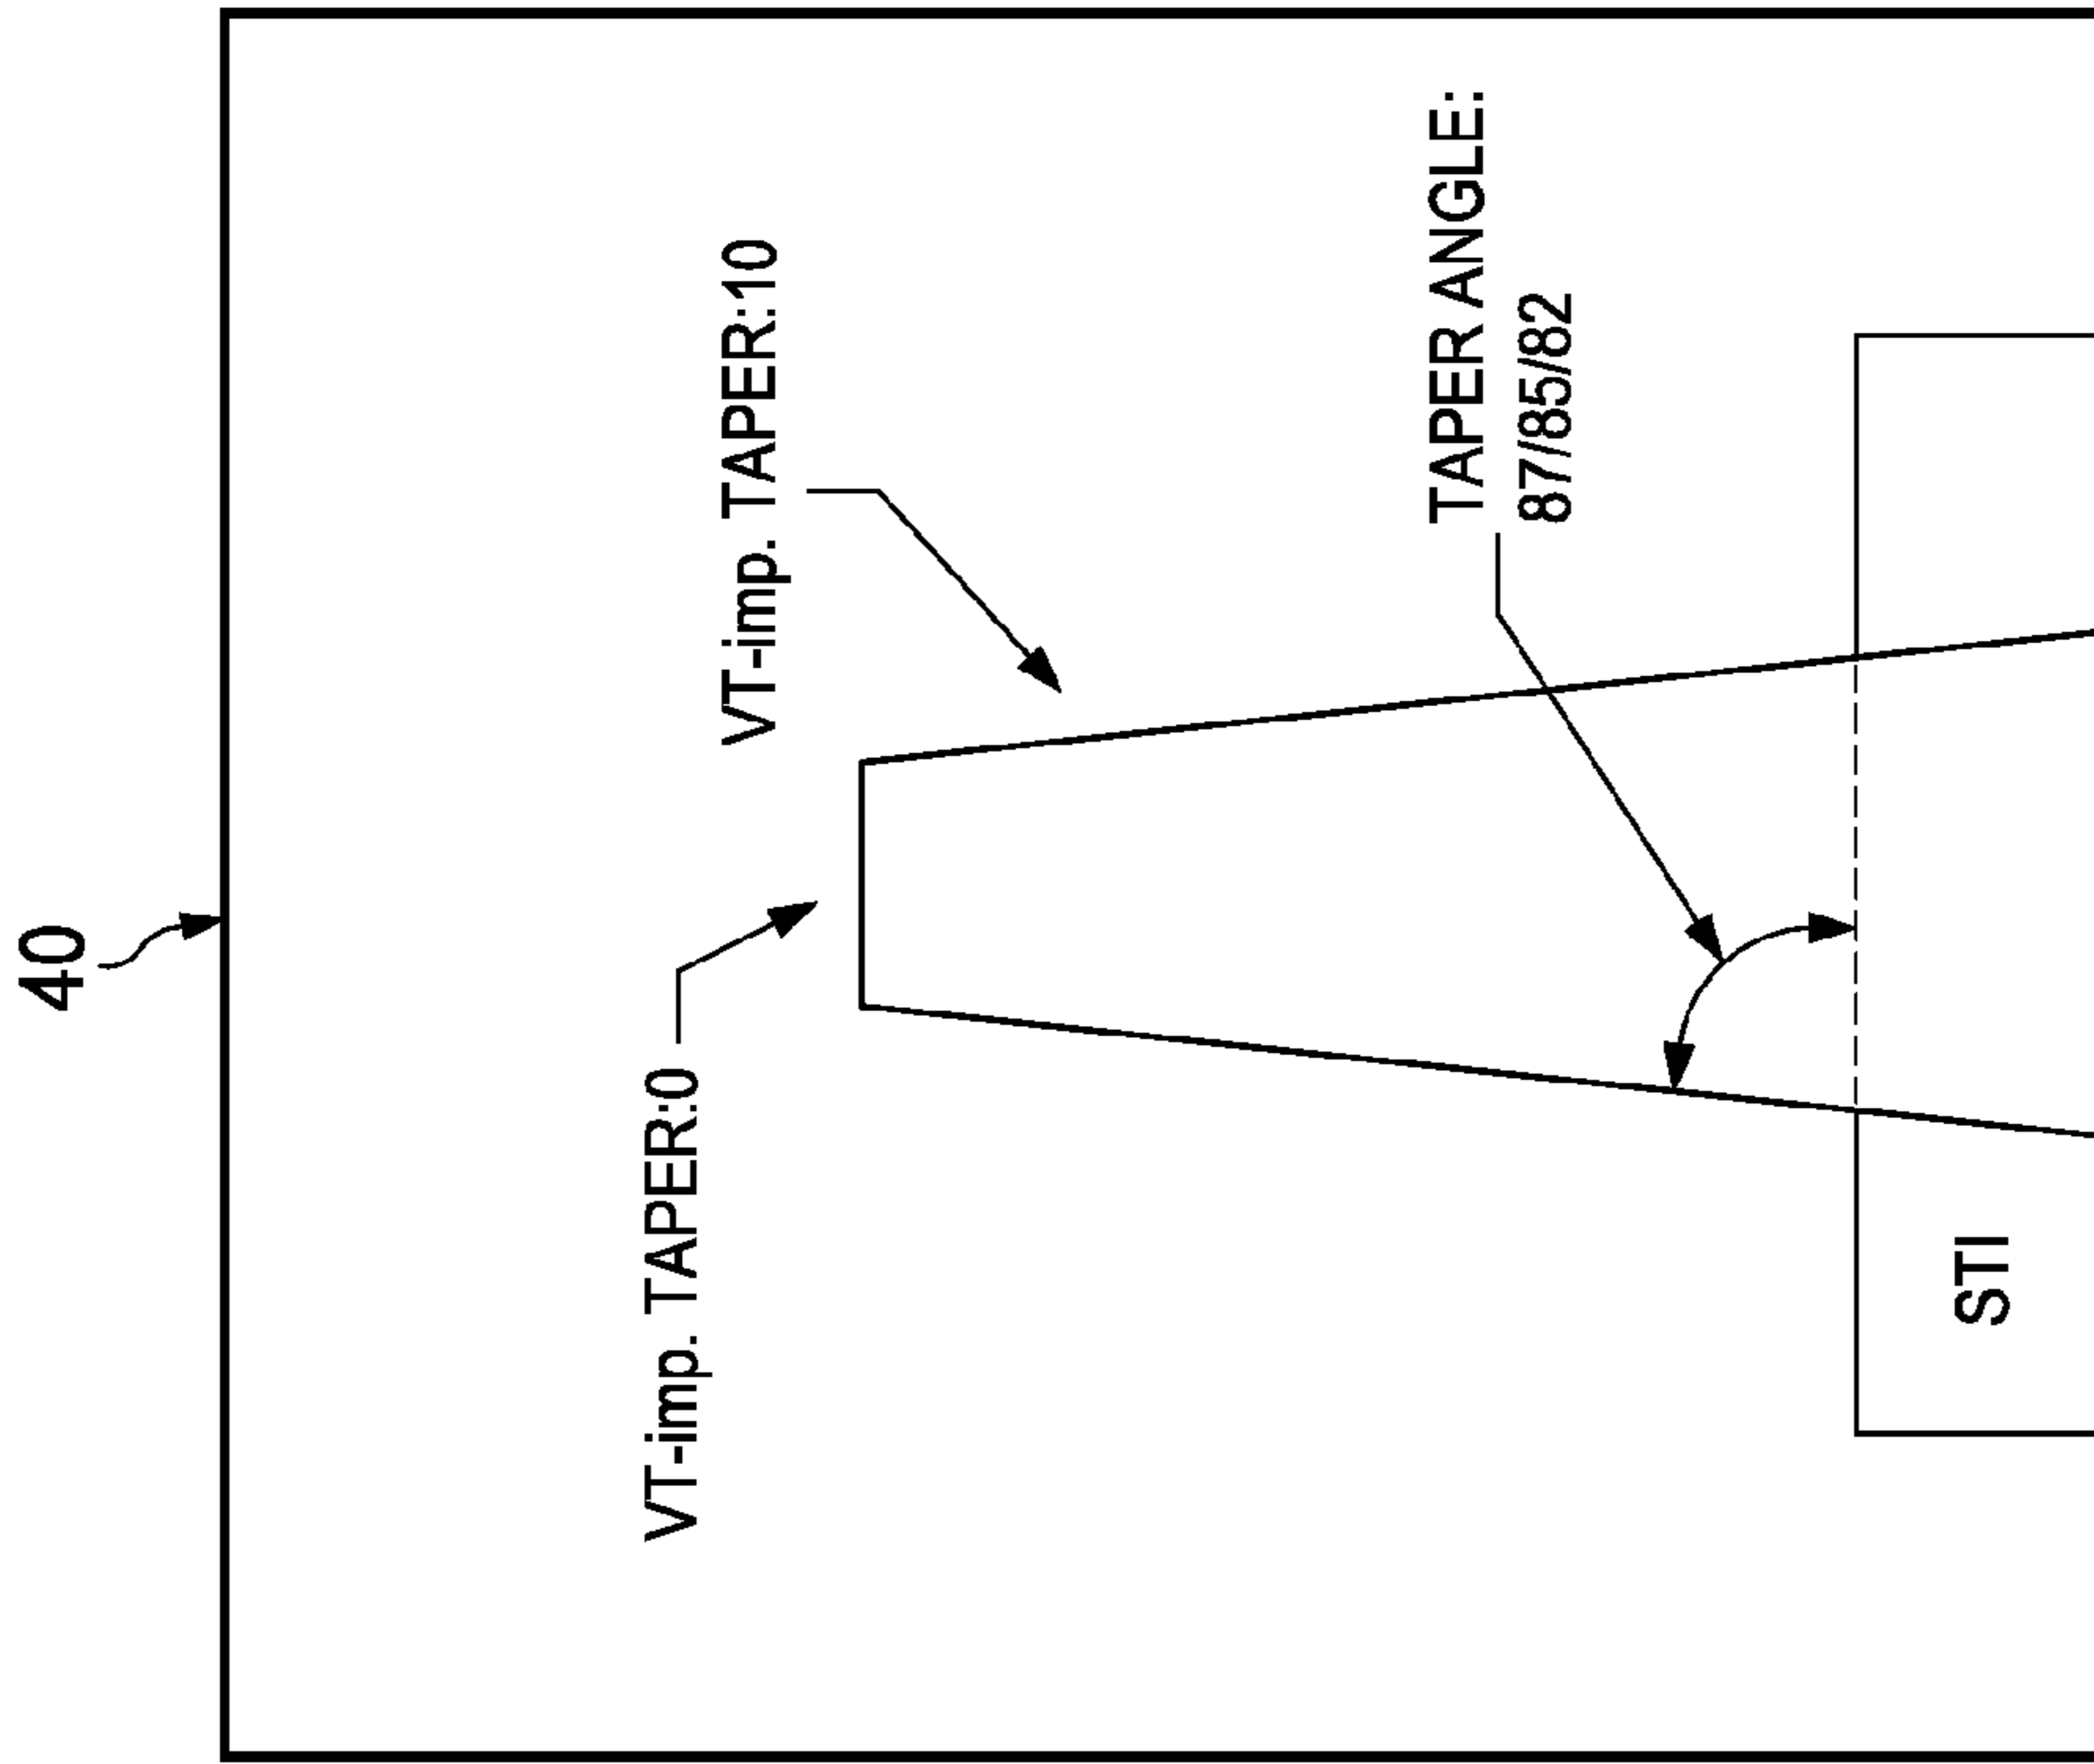 40
VT-imp. TAPER:0
VT-imp. TAPER:10
TAPER ANGLE:
87/85/82
STI